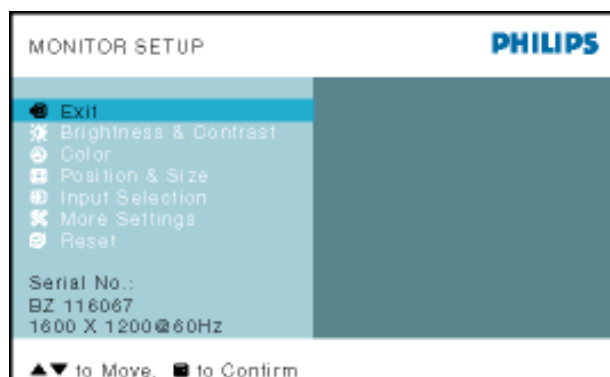 MONITOR SETUP
PHILIPS
Exit
Brightness & Contrast
Color
Position & Size
Input Selection
More Settings
Reset
Serial No.:
BZ 116067
1600 X 1200@60Hz
▲▼ to Move, to Confirm